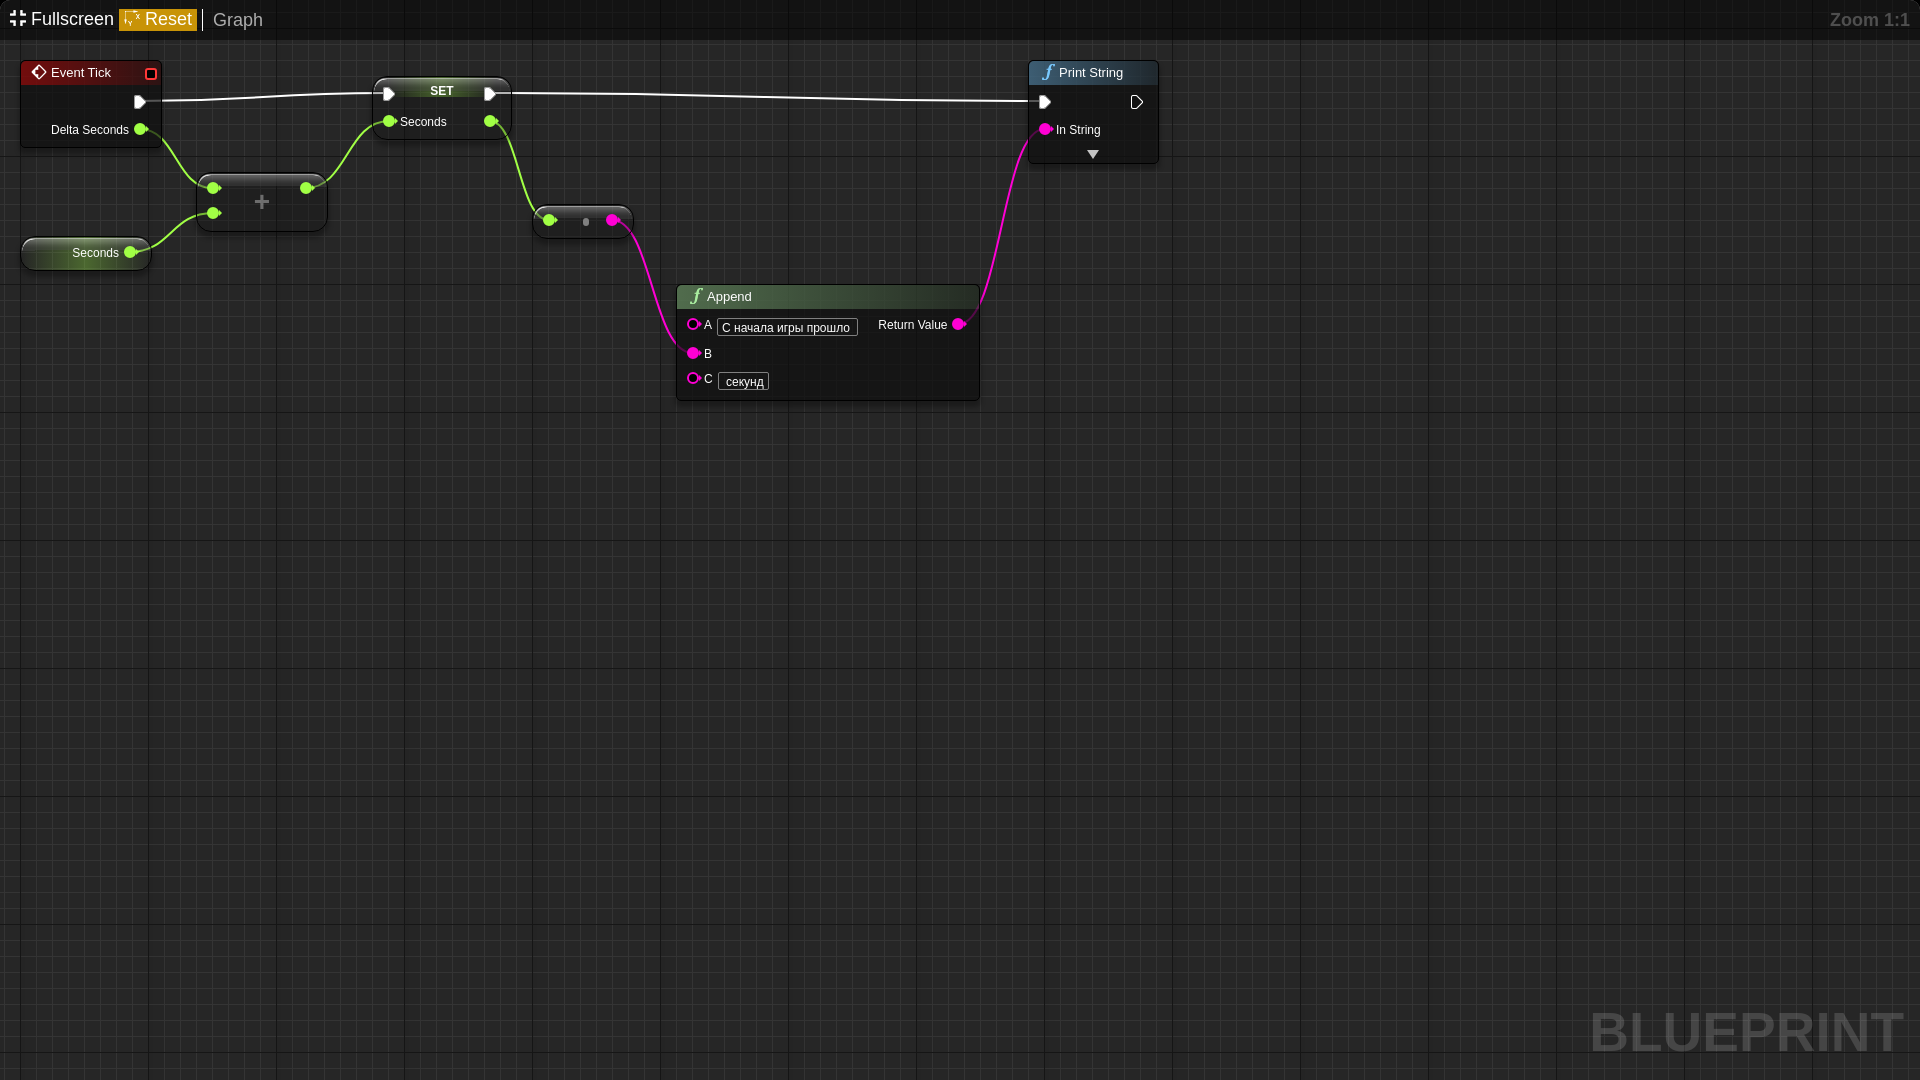 Fullscreen Reset Graph Zoom 1:1
Event Tick
Delta Seconds
SET
Seconds
Print String
In String
+
Seconds
Append
A С начала игры прошло Return Value
B
C секунд
BLUEPRINT